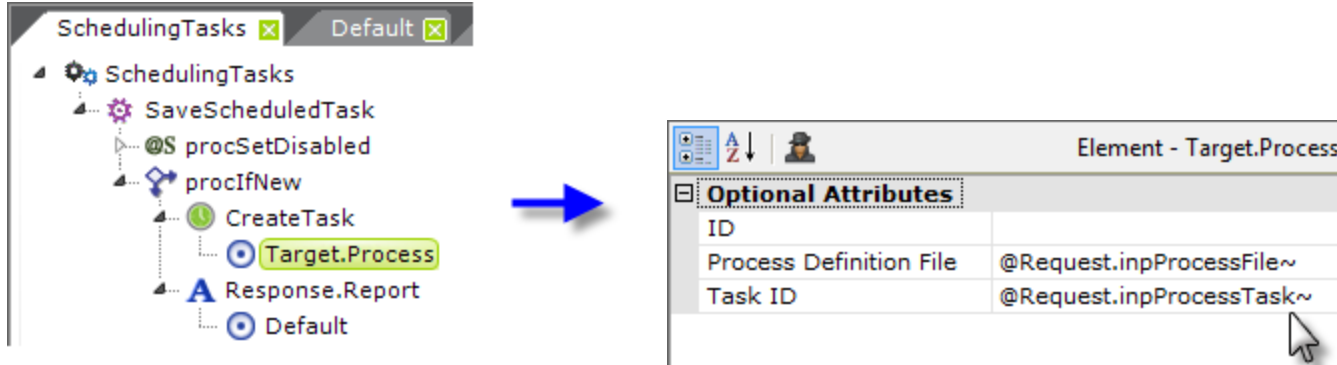 SchedulingTasks Default
SchedulingTasks
SaveScheduledTask
@S procSetDisabled
procIfNew
CreateTask
Target.Process
A Response.Report
Default
A Z Element - Target.Process
Optional Attributes
ID
Process Definition File @Request.inpProcessFile~
Task ID @Request.inpProcessTask~